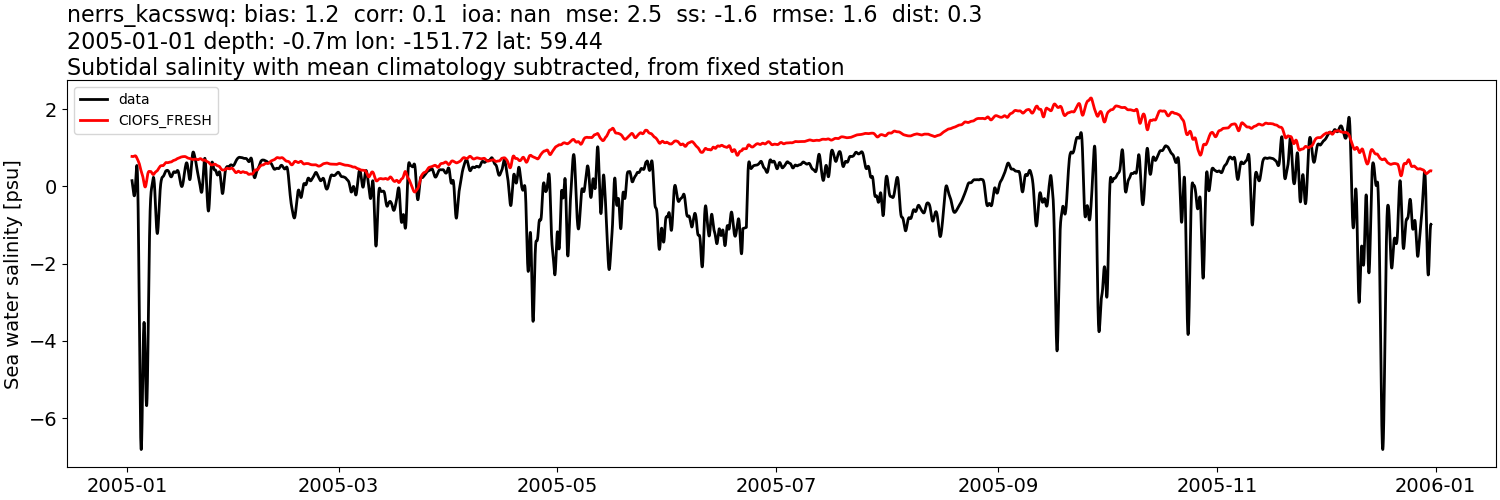 nerrs_kacsswq: bias: 1.2  corr: 0.1  ioa: nan  mse: 2.5  ss: -1.6  rmse: 1.6  dist: 0.3
2005-01-01 depth: -0.7m lon: -151.72 lat: 59.44
Subtidal salinity with mean climatology subtracted, from fixed station
data
CIOFS_FRESH
Sea water salinity [psu]
2
0
−2
−4
−6
2005-01
2005-03
2005-05
2005-07
2005-09
2005-11
2006-01